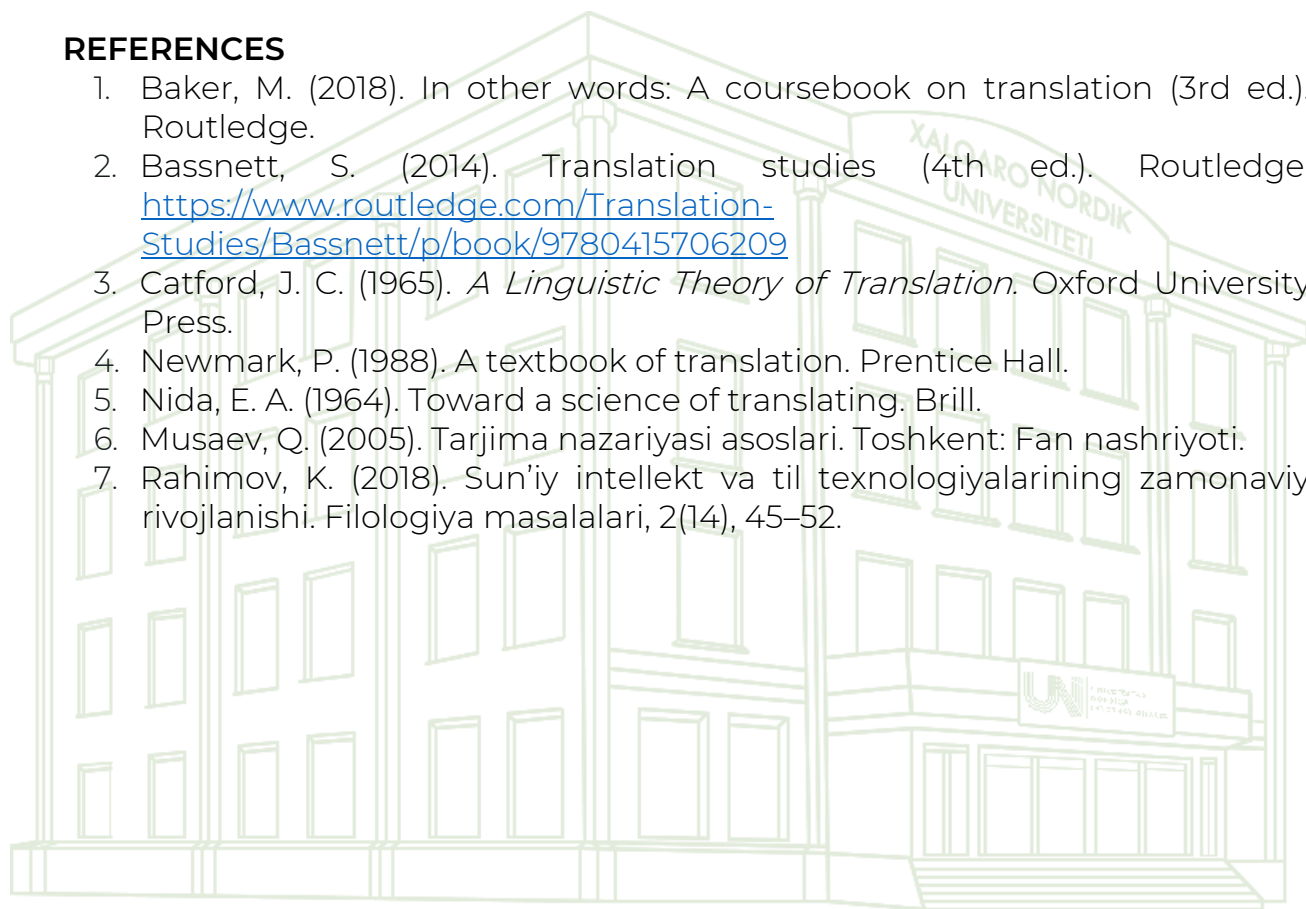 REFERENCES
1. Baker, M. (2018). In other words: A coursebook on translation (3rd ed.).
Routledge.
2. Bassnett, S. (2014). Translation studies (4th ed.). Routledge
https://www.routledge.com/Translation-
Studies/Bassnett/p/book/9780415706209
3. Catford, J. C. (1965). A Linguistic Theory of Translation. Oxford University
Press.
4. Newmark, P. (1988). A textbook of translation. Prentice Hall.
5. Nida, E. A. (1964). Toward a science of translating. Brill.
6. Musaev, Q. (2005). Tarjima nazariyasi asoslari. Toshkent: Fan nashriyoti.
7. Rahimov, K. (2018). Sun’iy intellekt va til texnologiyalarining zamonaviy
rivojlanishi. Filologiya masalalari, 2(14), 45–52.
XALQARO NORDIK
UNIVERSITETI
UNI